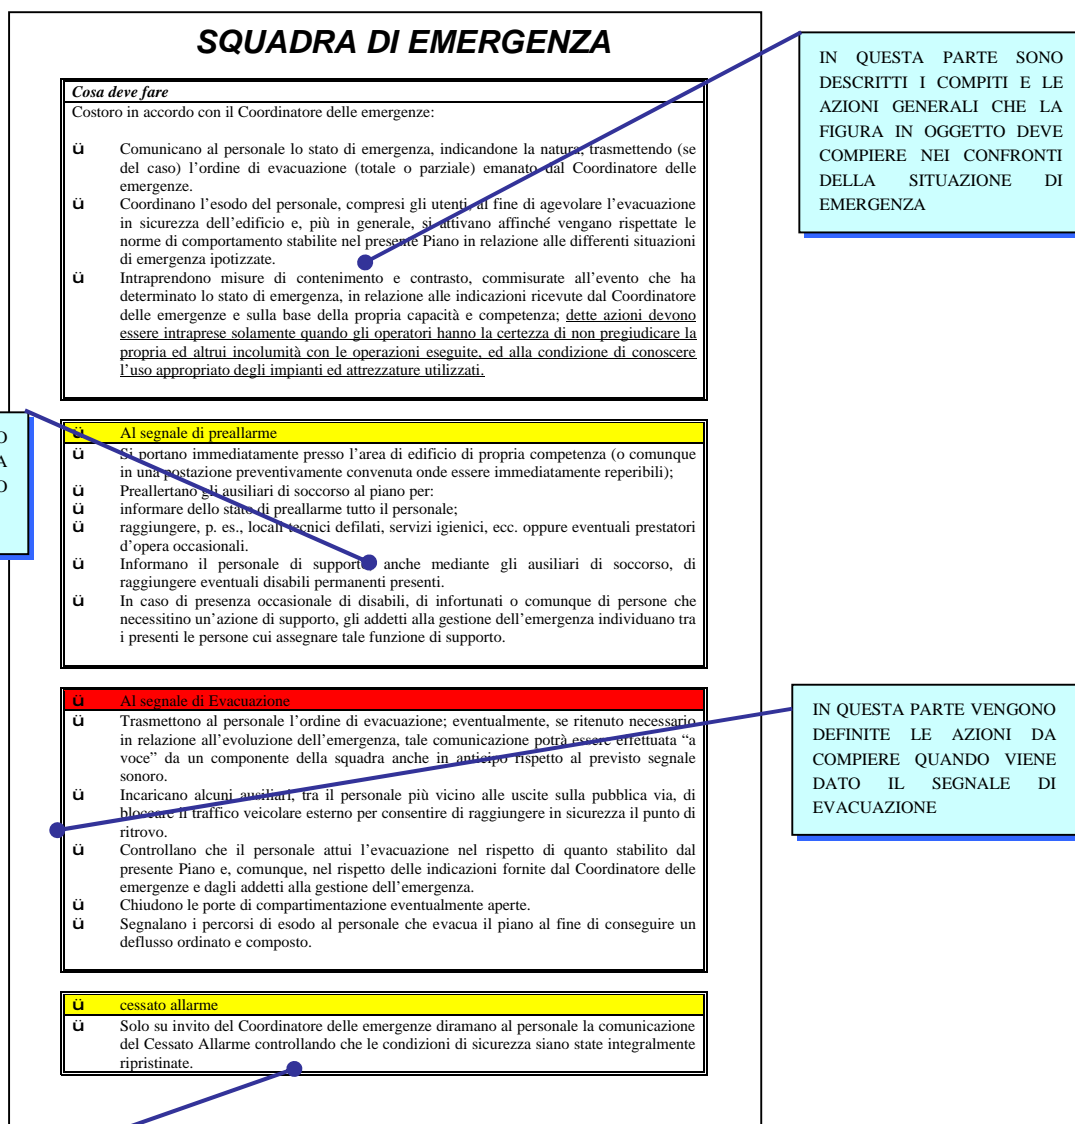 SQUADRA DI EMERGENZA
Cosa deve fare
Costoro in accordo con il Coordinatore delle emergenze:
ü Comunicano al personale lo stato di emergenza, indicandone la natura, trasmettendo (se
del caso) l’ordine di evacuazione (totale o parziale) emanato dal Coordinatore delle
emergenze.
ü Coordinano l’esodo del personale, compresi gli utenti, al fine di agevolare l’evacuazione
in sicurezza dell’edificio e, più in generale, si attivano affinché vengano rispettate le
norme di comportamento stabilite nel presente Piano in relazione alle differenti situazioni
di emergenza ipotizzate.
ü Intraprendono misure di contenimento e contrasto, commisurate all’evento che ha
determinato lo stato di emergenza, in relazione alle indicazioni ricevute dal Coordinatore
delle emergenze e sulla base della propria capacità e competenza; dette azioni devono
essere intraprese solamente quando gli operatori hanno la certezza di non pregiudicare la
propria ed altrui incolumità con le operazioni eseguite, ed alla condizione di conoscere
l’uso appropriato degli impianti ed attrezzature utilizzati.
IN QUESTA PARTE SONO
DESCRITTI I COMPITI E LE
AZIONI GENERALI CHE LA
FIGURA IN OGGETTO DEVE
COMPIERE NEI CONFRONTI
DELLA SITUAZIONE DI
EMERGENZA
O
A
O
ü Al segnale di preallarme
ü Si portano immediatamente presso l’area di edificio di propria competenza (o comunque
in una postazione preventivamente convenuta onde essere immediatamente reperibili);
ü Preallertano gli ausiliari di soccorso al piano per:
ü informare dello stato di preallarme tutto il personale;
ü raggiungere, p. es., locali tecnici defilati, servizi igienici, ecc. oppure eventuali prestatori
d’opera occasionali.
ü Informano il personale di supporto, anche mediante gli ausiliari di soccorso, di
raggiungere eventuali disabili permanenti presenti.
ü In caso di presenza occasionale di disabili, di infortunati o comunque di persone che
necessitino un’azione di supporto, gli addetti alla gestione dell’emergenza individuano tra
i presenti le persone cui assegnare tale funzione di supporto.
ü Al segnale di Evacuazione
ü Trasmettono al personale l’ordine di evacuazione; eventualmente, se ritenuto necessario
in relazione all’evoluzione dell’emergenza, tale comunicazione potrà essere effettuata “a
voce” da un componente della squadra anche in anticipo rispetto al previsto segnale
sonoro.
ü Incaricano alcuni ausiliari, tra il personale più vicino alle uscite sulla pubblica via, di
bloccare il traffico veicolare esterno per consentire di raggiungere in sicurezza il punto di
ritrovo.
ü Controllano che il personale attui l’evacuazione nel rispetto di quanto stabilito dal
presente Piano e, comunque, nel rispetto delle indicazioni fornite dal Coordinatore delle
emergenze e dagli addetti alla gestione dell’emergenza.
ü Chiudono le porte di compartimentazione eventualmente aperte.
ü Segnalano i percorsi di esodo al personale che evacua il piano al fine di conseguire un
deflusso ordinato e composto.
IN QUESTA PARTE VENGONO
DEFINITE LE AZIONI DA
COMPIERE QUANDO VIENE
DATO IL SEGNALE DI
EVACUAZIONE
ü cessato allarme
ü Solo su invito del Coordinatore delle emergenze diramano al personale la comunicazione
del Cessato Allarme controllando che le condizioni di sicurezza siano state integralmente
ripristinate.